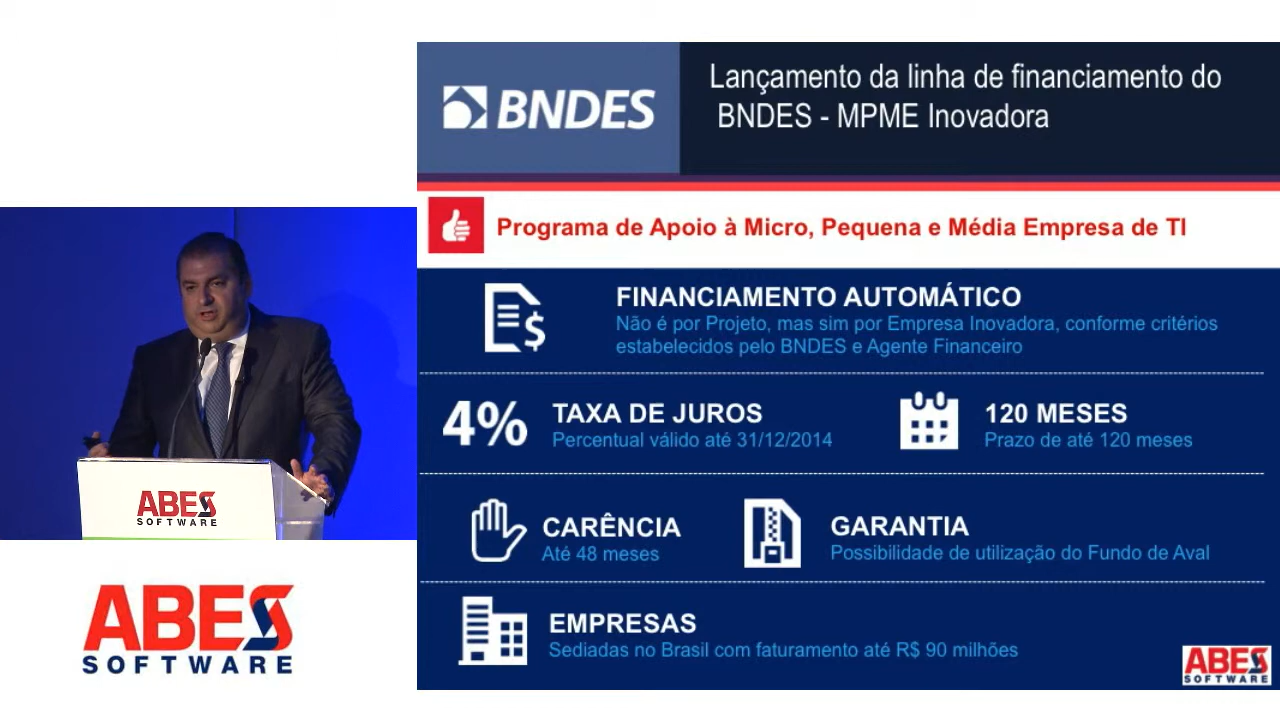 BNDES
Lançamento da linha de financiamento do
BNDES - MPME Inovadora
Programa de Apoio à Micro, Pequena e Média Empresa de TI
FINANCIAMENTO AUTOMÁTICO
Não é por Projeto, mas sim por Empresa Inovadora, conforme critérios
estabelecidos pelo BNDES e Agente Financeiro
4%
TAXA DE JUROS
Percentual válido até 31/12/2014
120 MESES
Prazo de até 120 meses
CARÊNCIA
Até 48 meses
GARANTIA
Possibilidade de utilização do Fundo de Aval
EMPRESAS
Sediadas no Brasil com faturamento até R$ 90 milhões
ABES
SOFTWARE
ABES
SOFTWARE
ABES
SOFTWARE